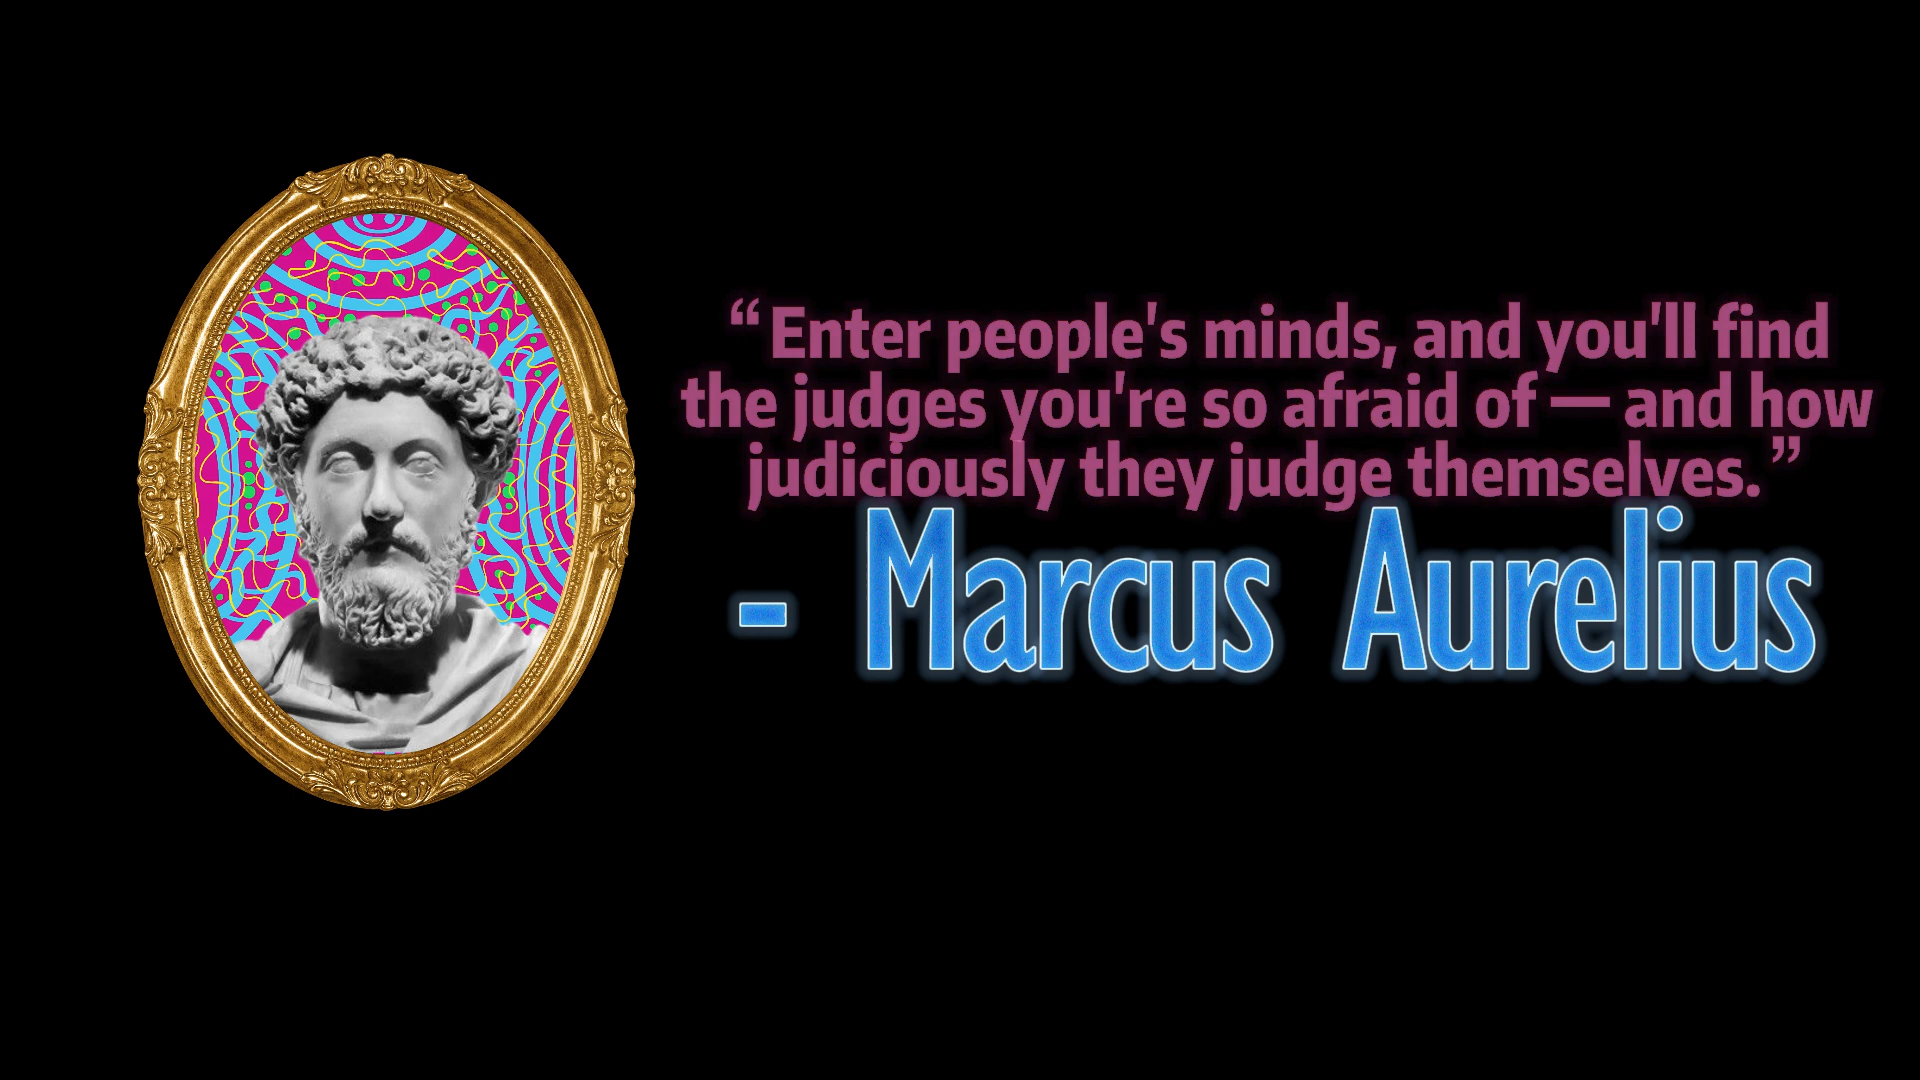 “Enter people's minds, and you'll find
the judges you're so afraid of — and how
judiciously they judge themselves.”
- Marcus Aurelius